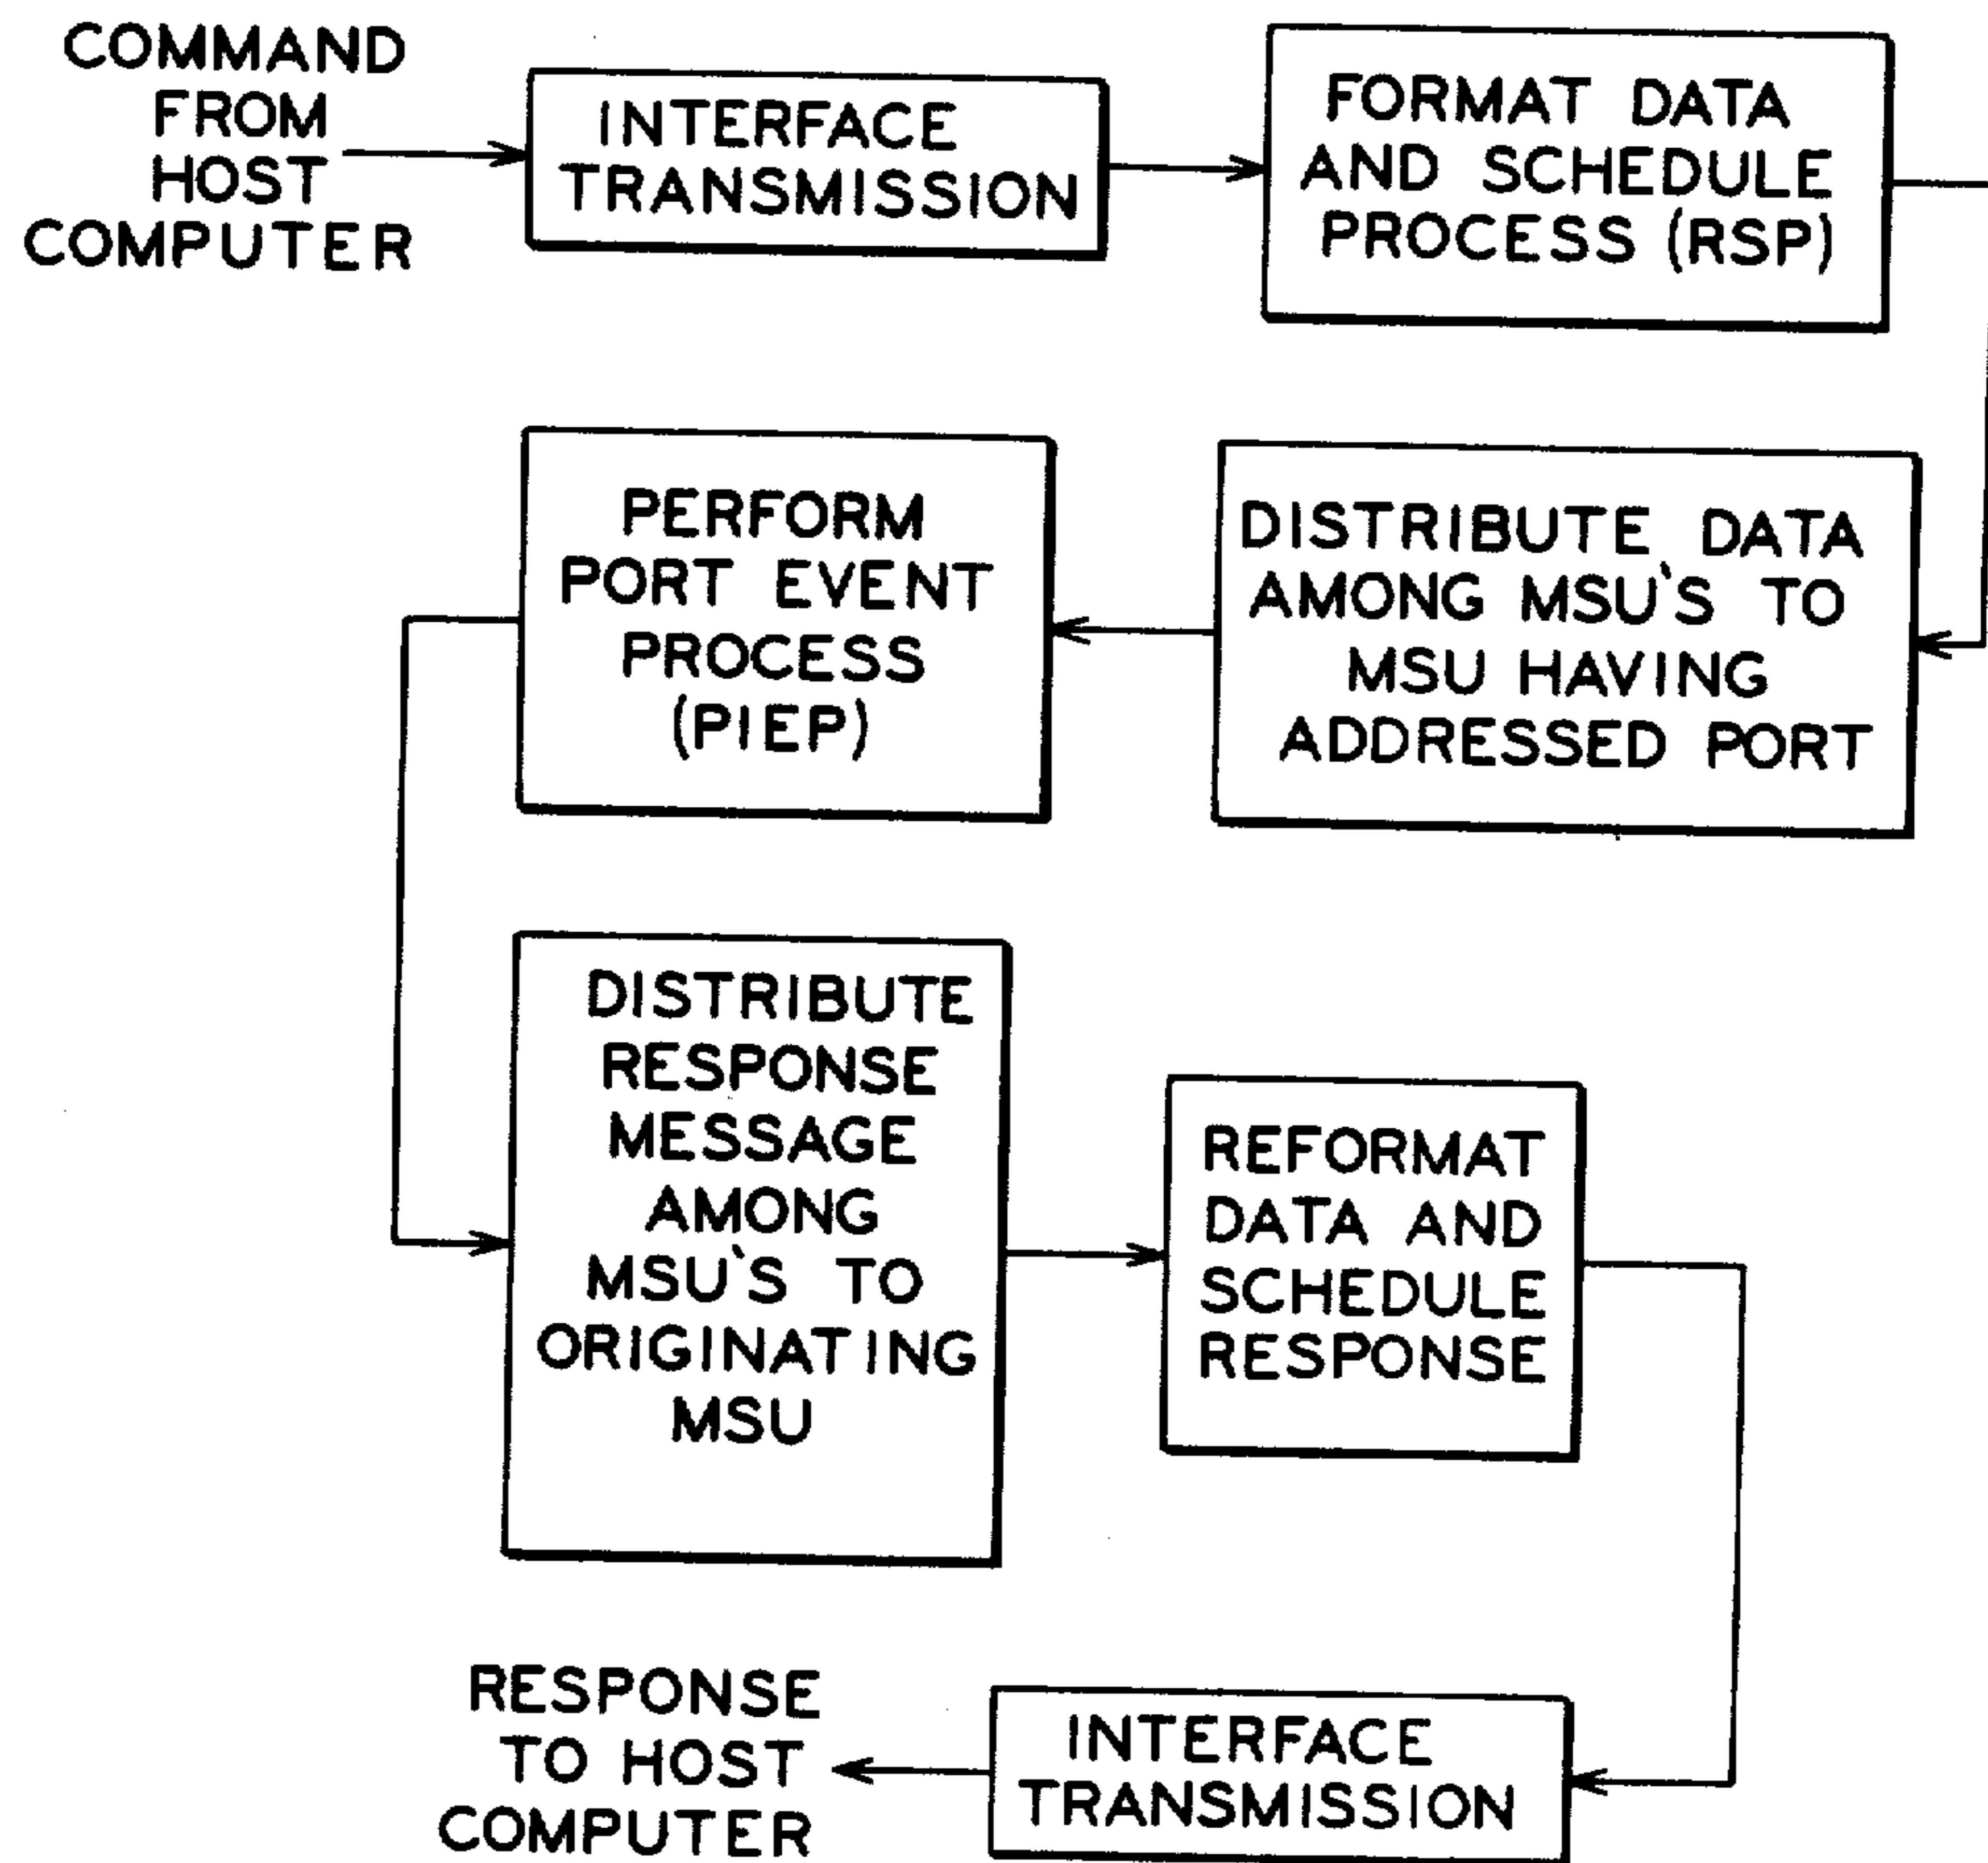 COMMAND
FROM
HOST
COMPUTER
INTERFACE
TRANSMISSION
FORMAT DATA
AND SCHEDULE
PROCESS (RSP)
DISTRIBUTE DATA
AMONG MSU'S TO
MSU HAVING
ADDRESSED PORT
PERFORM
PORT EVENT
PROCESS
(PIEP)
DISTRIBUTE
RESPONSE
MESSAGE
AMONG
MSU'S TO
ORIGINATING
MSU
REFORMAT
DATA AND
SCHEDULE
RESPONSE
INTERFACE
TRANSMISSION
RESPONSE
TO HOST
COMPUTER